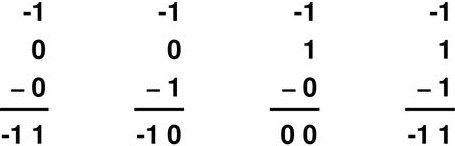 -1 -1 -1 -1
0 0 1 1
– 0 – 1 – 0 – 1
-1 1 -1 0 0 0 -1 1